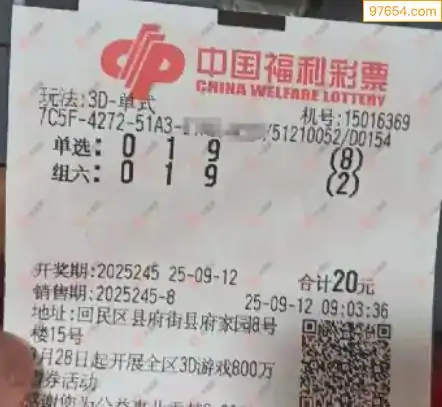 97654.com
中国福利彩票
CHINA WELFARE LOTTERY
玩法:3D-单式
机号:15016369
7C5F-4272-51A3-
/51210052/D0154
单选: 0 1 9 (8)
组六: 0 1 9 (2)
开奖期:2025245 25-09-12 合计20元
销售期:2025245-8 25-09-12 09:03:36
地址:回民区县府街县府家园8号
楼15号
月28日起开展全区3D游戏800万
券活动